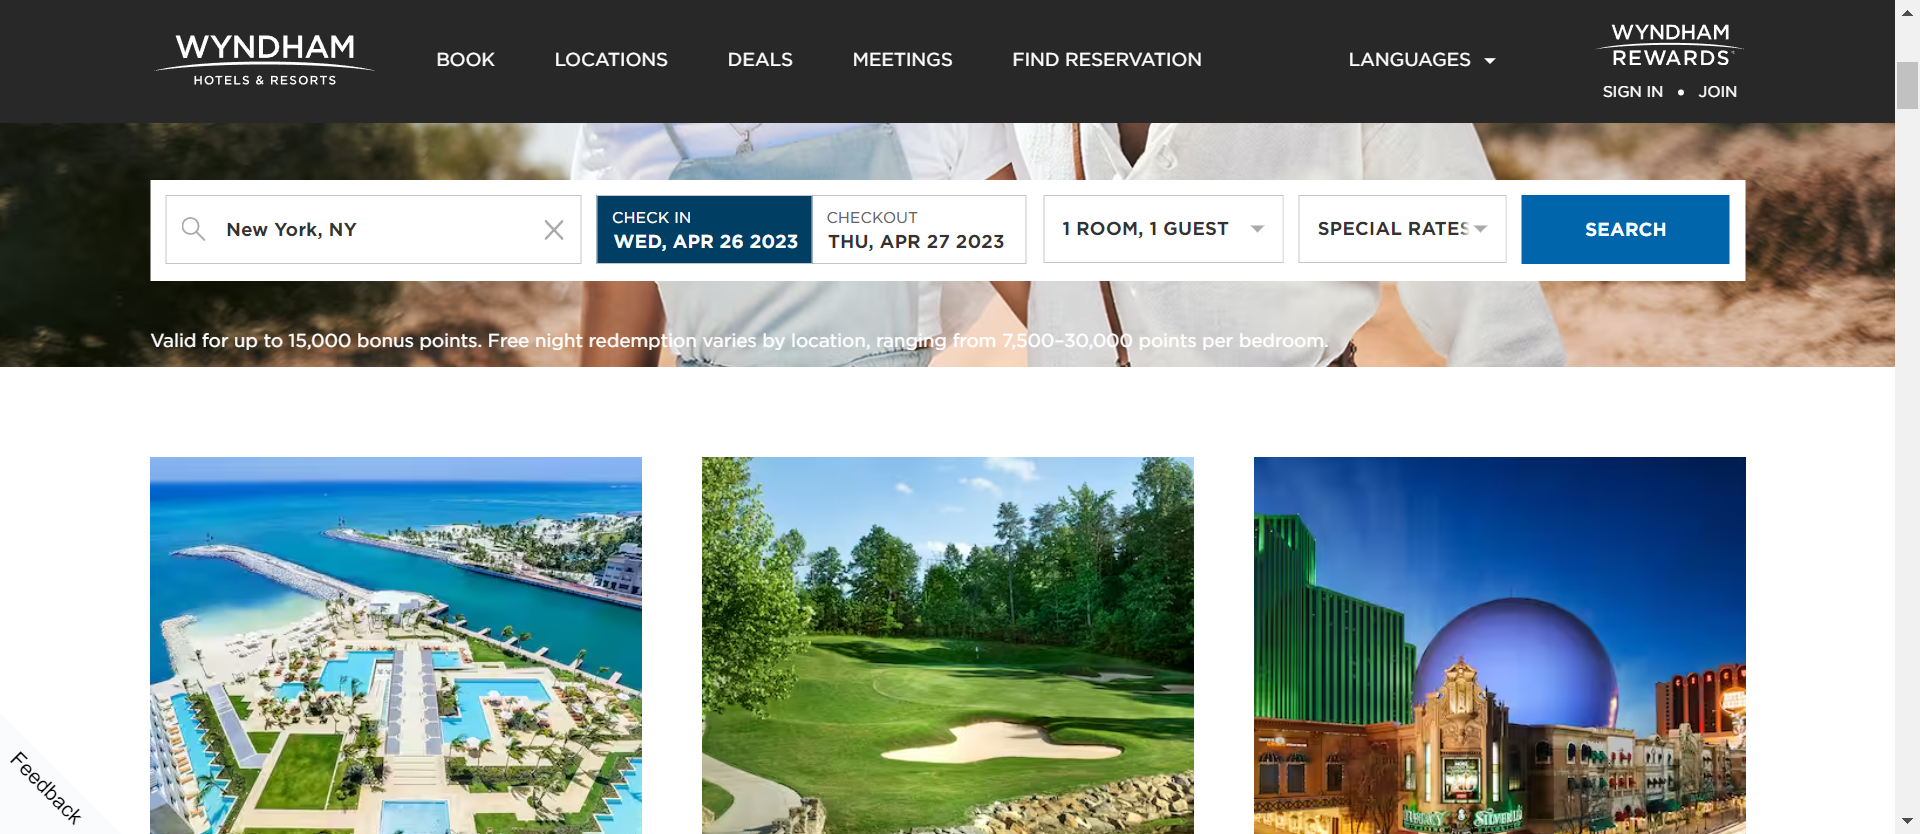 WYNDHAM
HOTELS & RESORTS
BOOK
LOCATIONS
DEALS
MEETINGS
FIND RESERVATION
LANGUAGES
WYNDHAM
REWARDS
SIGN IN • JOIN
New York, NY
CHECK IN
WED, APR 26 2023
CHECKOUT
THU, APR 27 2023
1 ROOM, 1 GUEST
SPECIAL RATES
SEARCH
Valid for up to 15,000 bonus points. Free night redemption varies by location, ranging from 7,500–30,000 points per bedroom.
Feedback